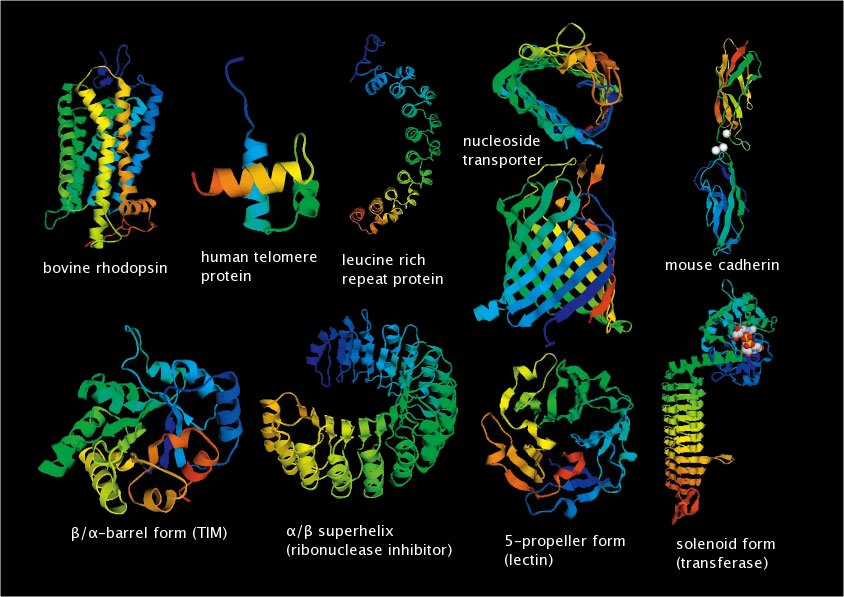 bovine rhodopsin
human telomere
protein
leucine rich
repeat protein
nucleoside
transporter
mouse cadherin
β/α-barrel form (TIM)
α/β superhelix
(ribonuclease inhibitor)
5-propeller form
(lectin)
solenoid form
(transferase)